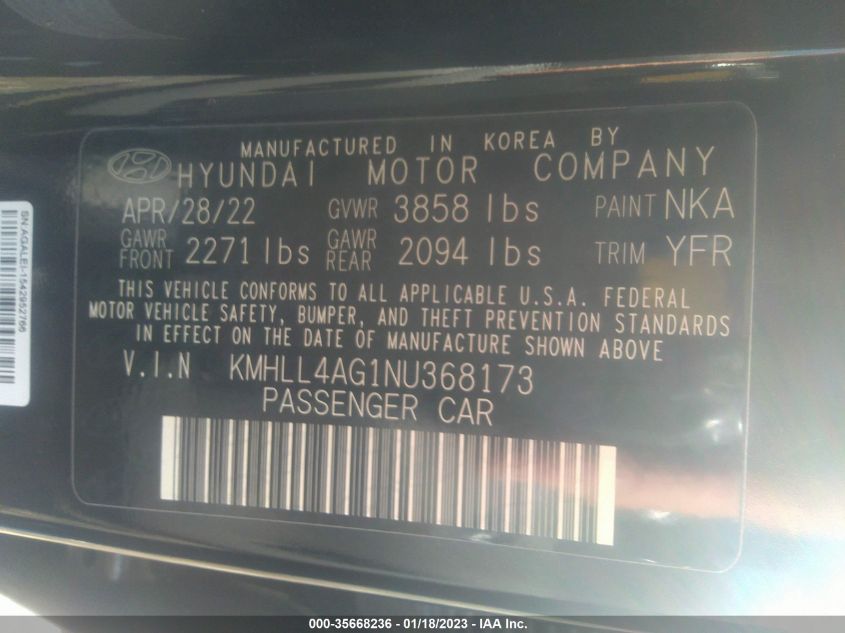 MANUFACTURED IN KOREA BY
HYUNDAI MOTOR COMPANY
APR/28/22 GVWR 3858 lbs PAINT NKA
GAWR FRONT 2271 lbs GAWR REAR 2094 lbs TRIM YFR
THIS VEHICLE CONFORMS TO ALL APPLICABLE U.S.A. FEDERAL
MOTOR VEHICLE SAFETY, BUMPER, AND THEFT PREVENTION STANDARDS
IN EFFECT ON THE DATE OF MANUFACTURE SHOWN ABOVE
V.I.N KMHLL4AG1NU368173
PASSENGER CAR
SN AGALEI-1542952766
000-35668236 - 01/18/2023 - IAA Inc.